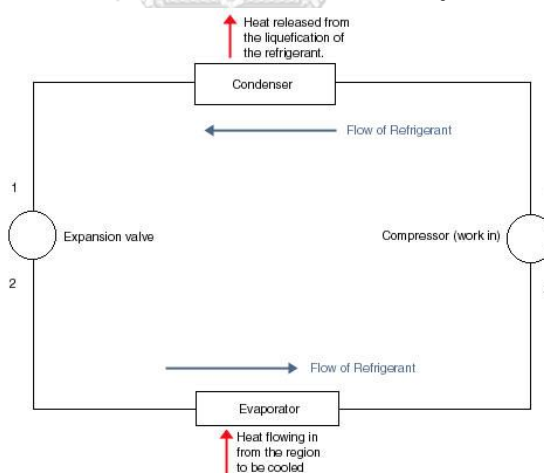 Heat released from
the liquefication of
the refrigerant.
Condenser
Flow of Refrigerant
1
Expansion valve
Compressor (work in)
2
Flow of Refrigerant
Evaporator
Heat flowing in
from the region
to be cooled